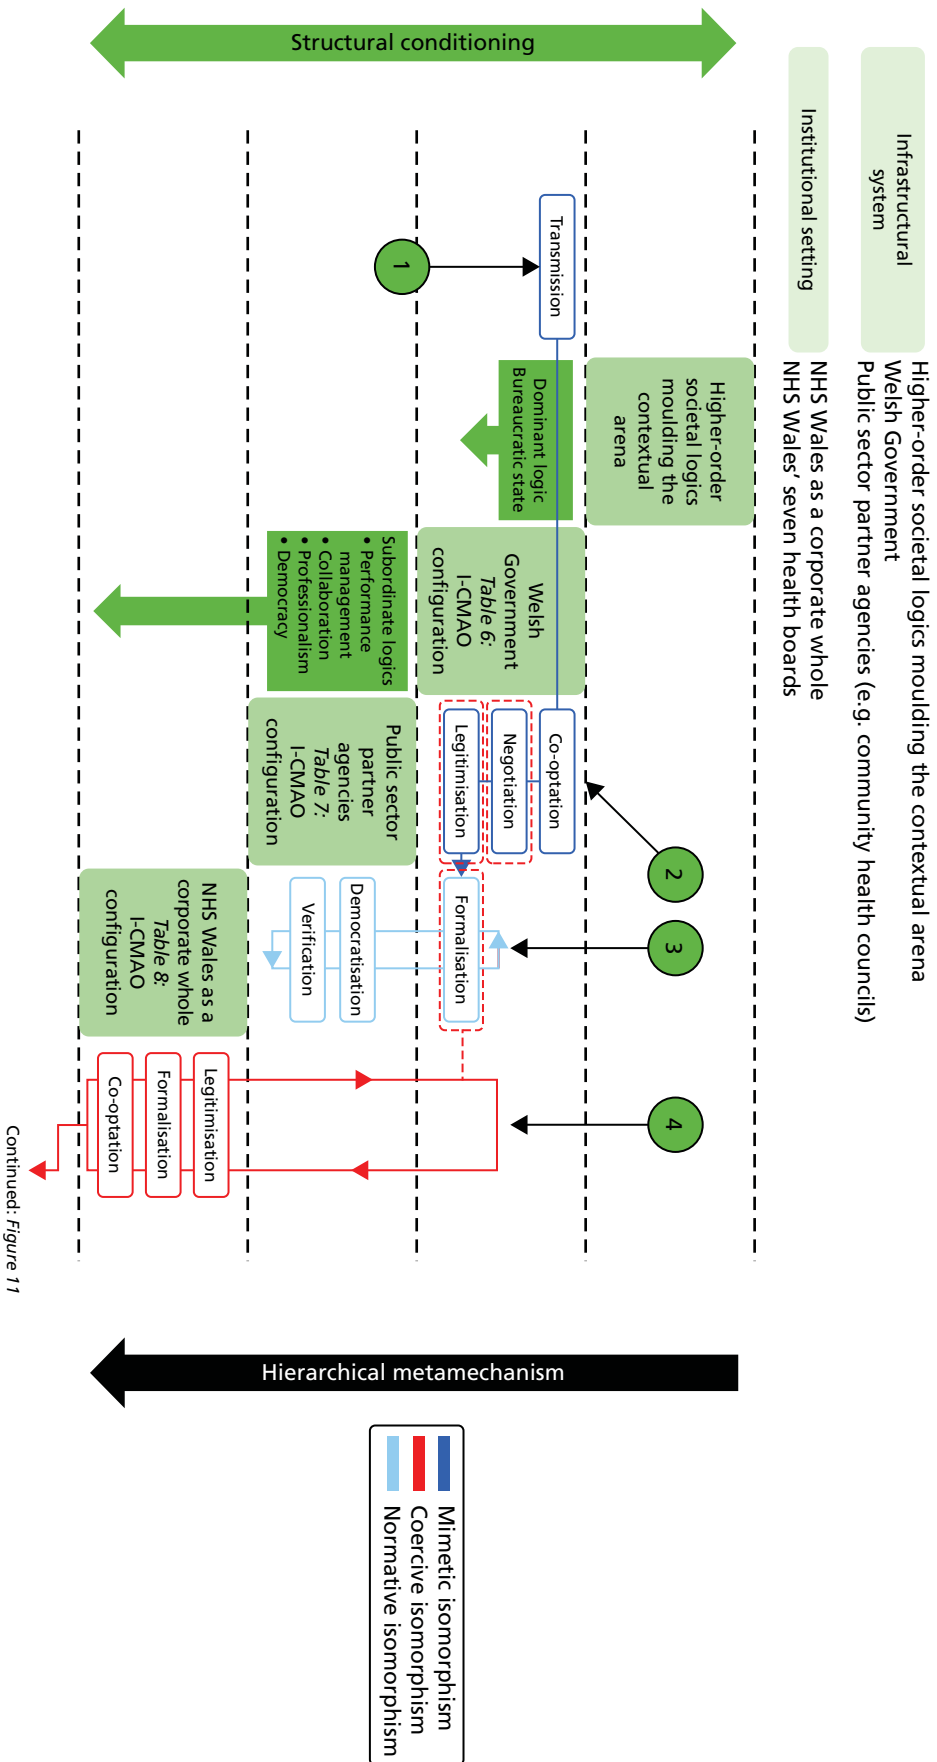 Infrastructural
system
Higher-order societal logics moulding the contextual arena
Welsh Government
Public sector partner agencies (e.g. community health councils)
Institutional setting
NHS Wales as a corporate whole
NHS Wales' seven health boards
Structural conditioning
Transmission
1
Higher-order
societal logics
moulding the
contextual
arena
Dominant logic
Bureaucratic state
Welsh
Government
Table 6:
I-CMAO
configuration
Subordinate logics
• Performance
management
• Collaboration
• Professionalism
• Democracy
Co-optation
Negotiation
Legitimisation
2
Public sector
partner
agencies
Table 7:
I-CMAO
configuration
3
Formalisation
Democratisation
Verification
NHS Wales as a
corporate whole
Table 8:
I-CMAO
configuration
4
Legitimisation
Formalisation
Co-optation
Continued: Figure 11
Hierarchical metamechanism
Mimetic isomorphism
Coercive isomorphism
Normative isomorphism